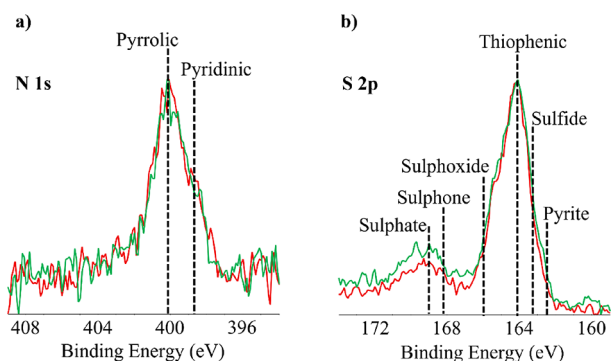 a)
Pyrrolic
Pyridinic
N 1s
408
404
400
396
Binding Energy (eV)
b)
Thiophenic
S 2p
Sulfide
Sulphoxide
Sulphone
Sulphate
Pyrite
172
168
164
160
Binding Energy (eV)